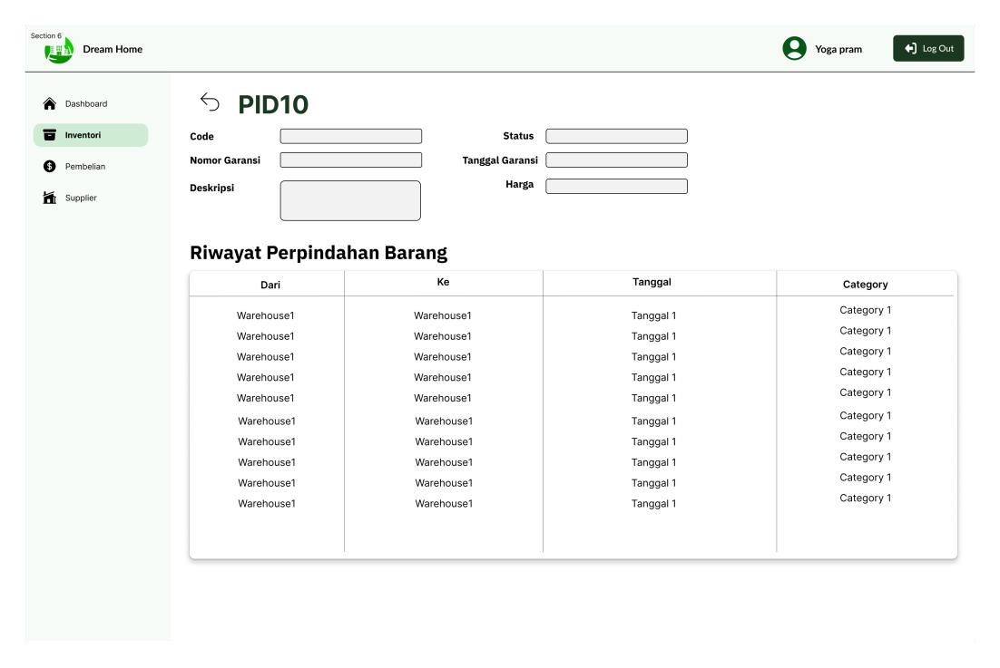 Section 6
Dream Home
Yoga pram
Log Out
Dashboard
Inventori
Pembelian
Supplier
PID10
Code
Status
Nomor Garansi
Tanggal Garansi
Deskripsi
Harga
Riwayat Perpindahan Barang
Dari Ke Tanggal Category
Warehouse1 Warehouse1 Tanggal 1 Category 1
Warehouse1 Warehouse1 Tanggal 1 Category 1
Warehouse1 Warehouse1 Tanggal 1 Category 1
Warehouse1 Warehouse1 Tanggal 1 Category 1
Warehouse1 Warehouse1 Tanggal 1 Category 1
Warehouse1 Warehouse1 Tanggal 1 Category 1
Warehouse1 Warehouse1 Tanggal 1 Category 1
Warehouse1 Warehouse1 Tanggal 1 Category 1
Warehouse1 Warehouse1 Tanggal 1 Category 1
Warehouse1 Warehouse1 Tanggal 1 Category 1